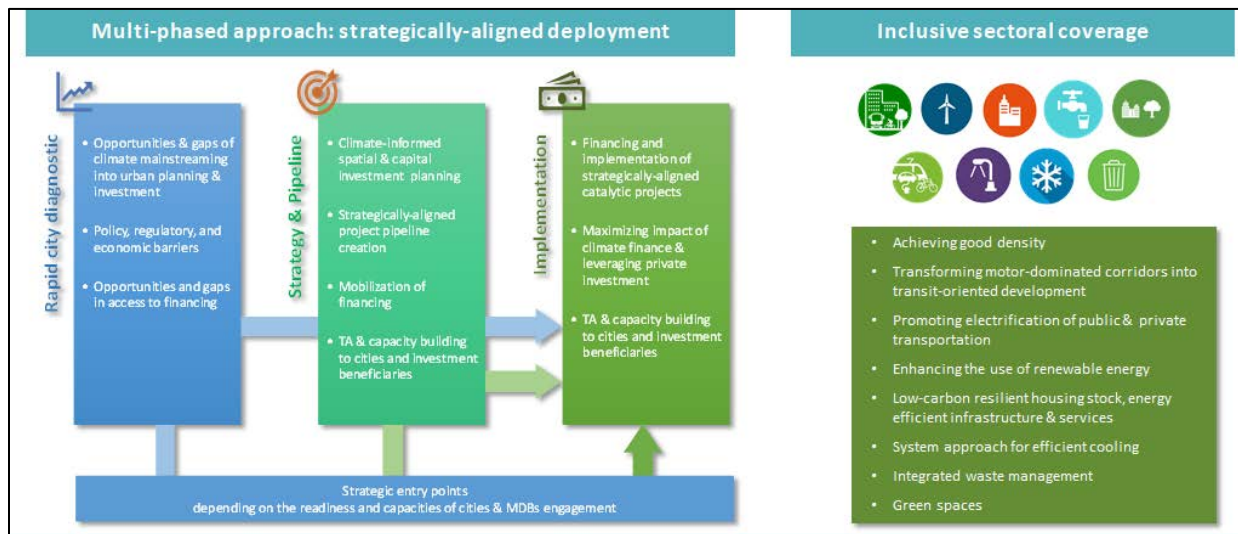 Multi-phased approach: strategically-aligned deployment
Rapid city diagnostic
• Opportunities & gaps of
climate mainstreaming
into urban planning &
investment
• Policy, regulatory, and
economic barriers
• Opportunities and gaps
in access to financing
Strategy & Pipeline
• Climate-informed
spatial & capital
investment planning
• Strategically-aligned
project pipeline
creation
• Mobilization of
financing
• TA & capacity building
to cities and investment
beneficiaries
Implementation
• Financing and
implementation of
strategically-aligned
catalytic projects
• Maximizing impact of
climate finance &
leveraging private
investment
• TA & capacity building
to cities and investment
beneficiaries
Strategic entry points
depending on the readiness and capacities of cities & MDBs engagement
Inclusive sectoral coverage
• Achieving good density
• Transforming motor-dominated corridors into
transit-oriented development
• Promoting electrification of public & private
transportation
• Enhancing the use of renewable energy
• Low-carbon resilient housing stock, energy
efficient infrastructure & services
• System approach for efficient cooling
• Integrated waste management
• Green spaces